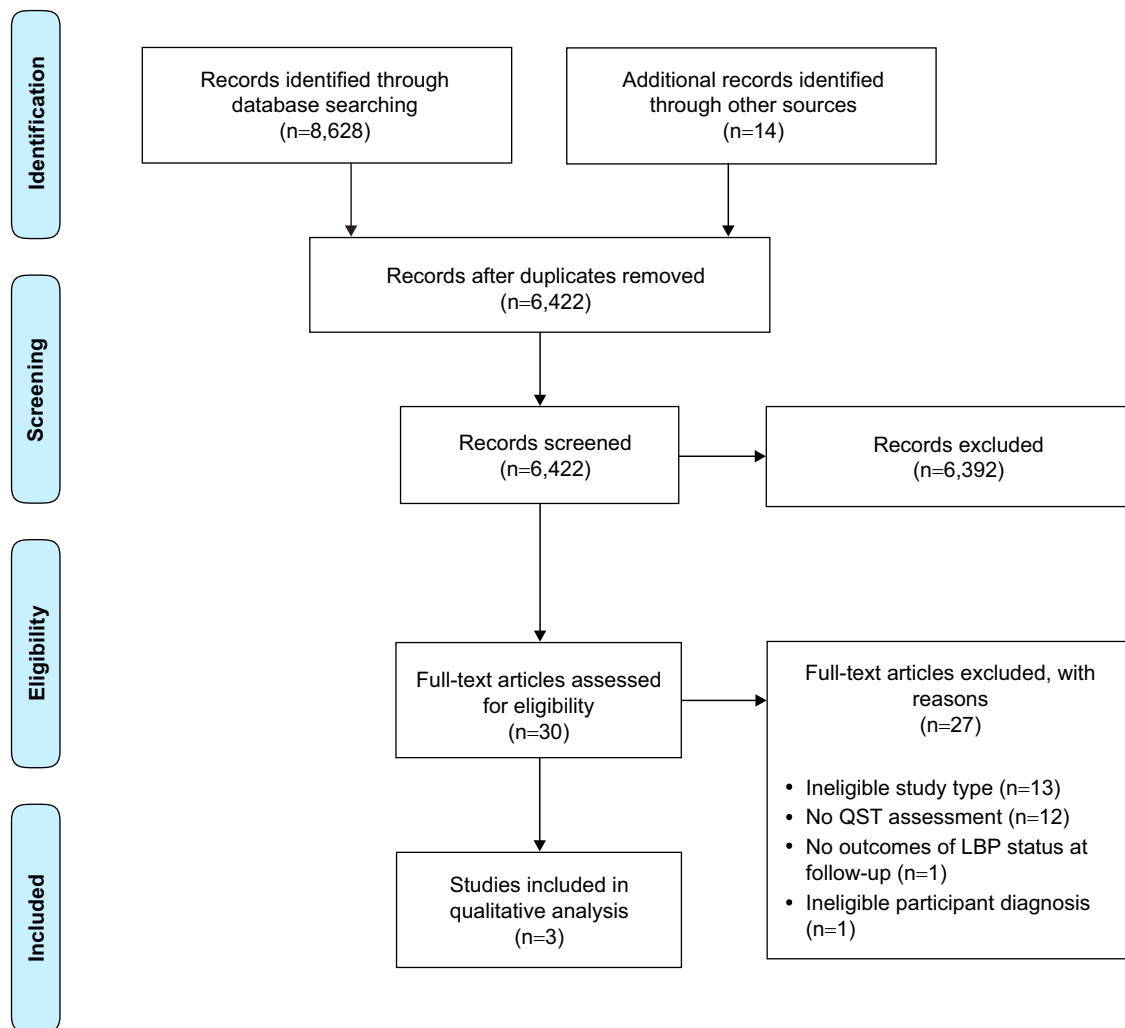 Identification
Records identified through
database searching
(n=8,628)
Additional records identified
through other sources
(n=14)
Records after duplicates removed
(n=6,422)
Screening
Records screened
(n=6,422)
Records excluded
(n=6,392)
Eligibility
Full-text articles assessed
for eligibility
(n=30)
Full-text articles excluded, with
reasons
(n=27)
• Ineligible study type (n=13)
• No QST assessment (n=12)
• No outcomes of LBP status at
follow-up (n=1)
• Ineligible participant diagnosis
(n=1)
Included
Studies included in
qualitative analysis
(n=3)